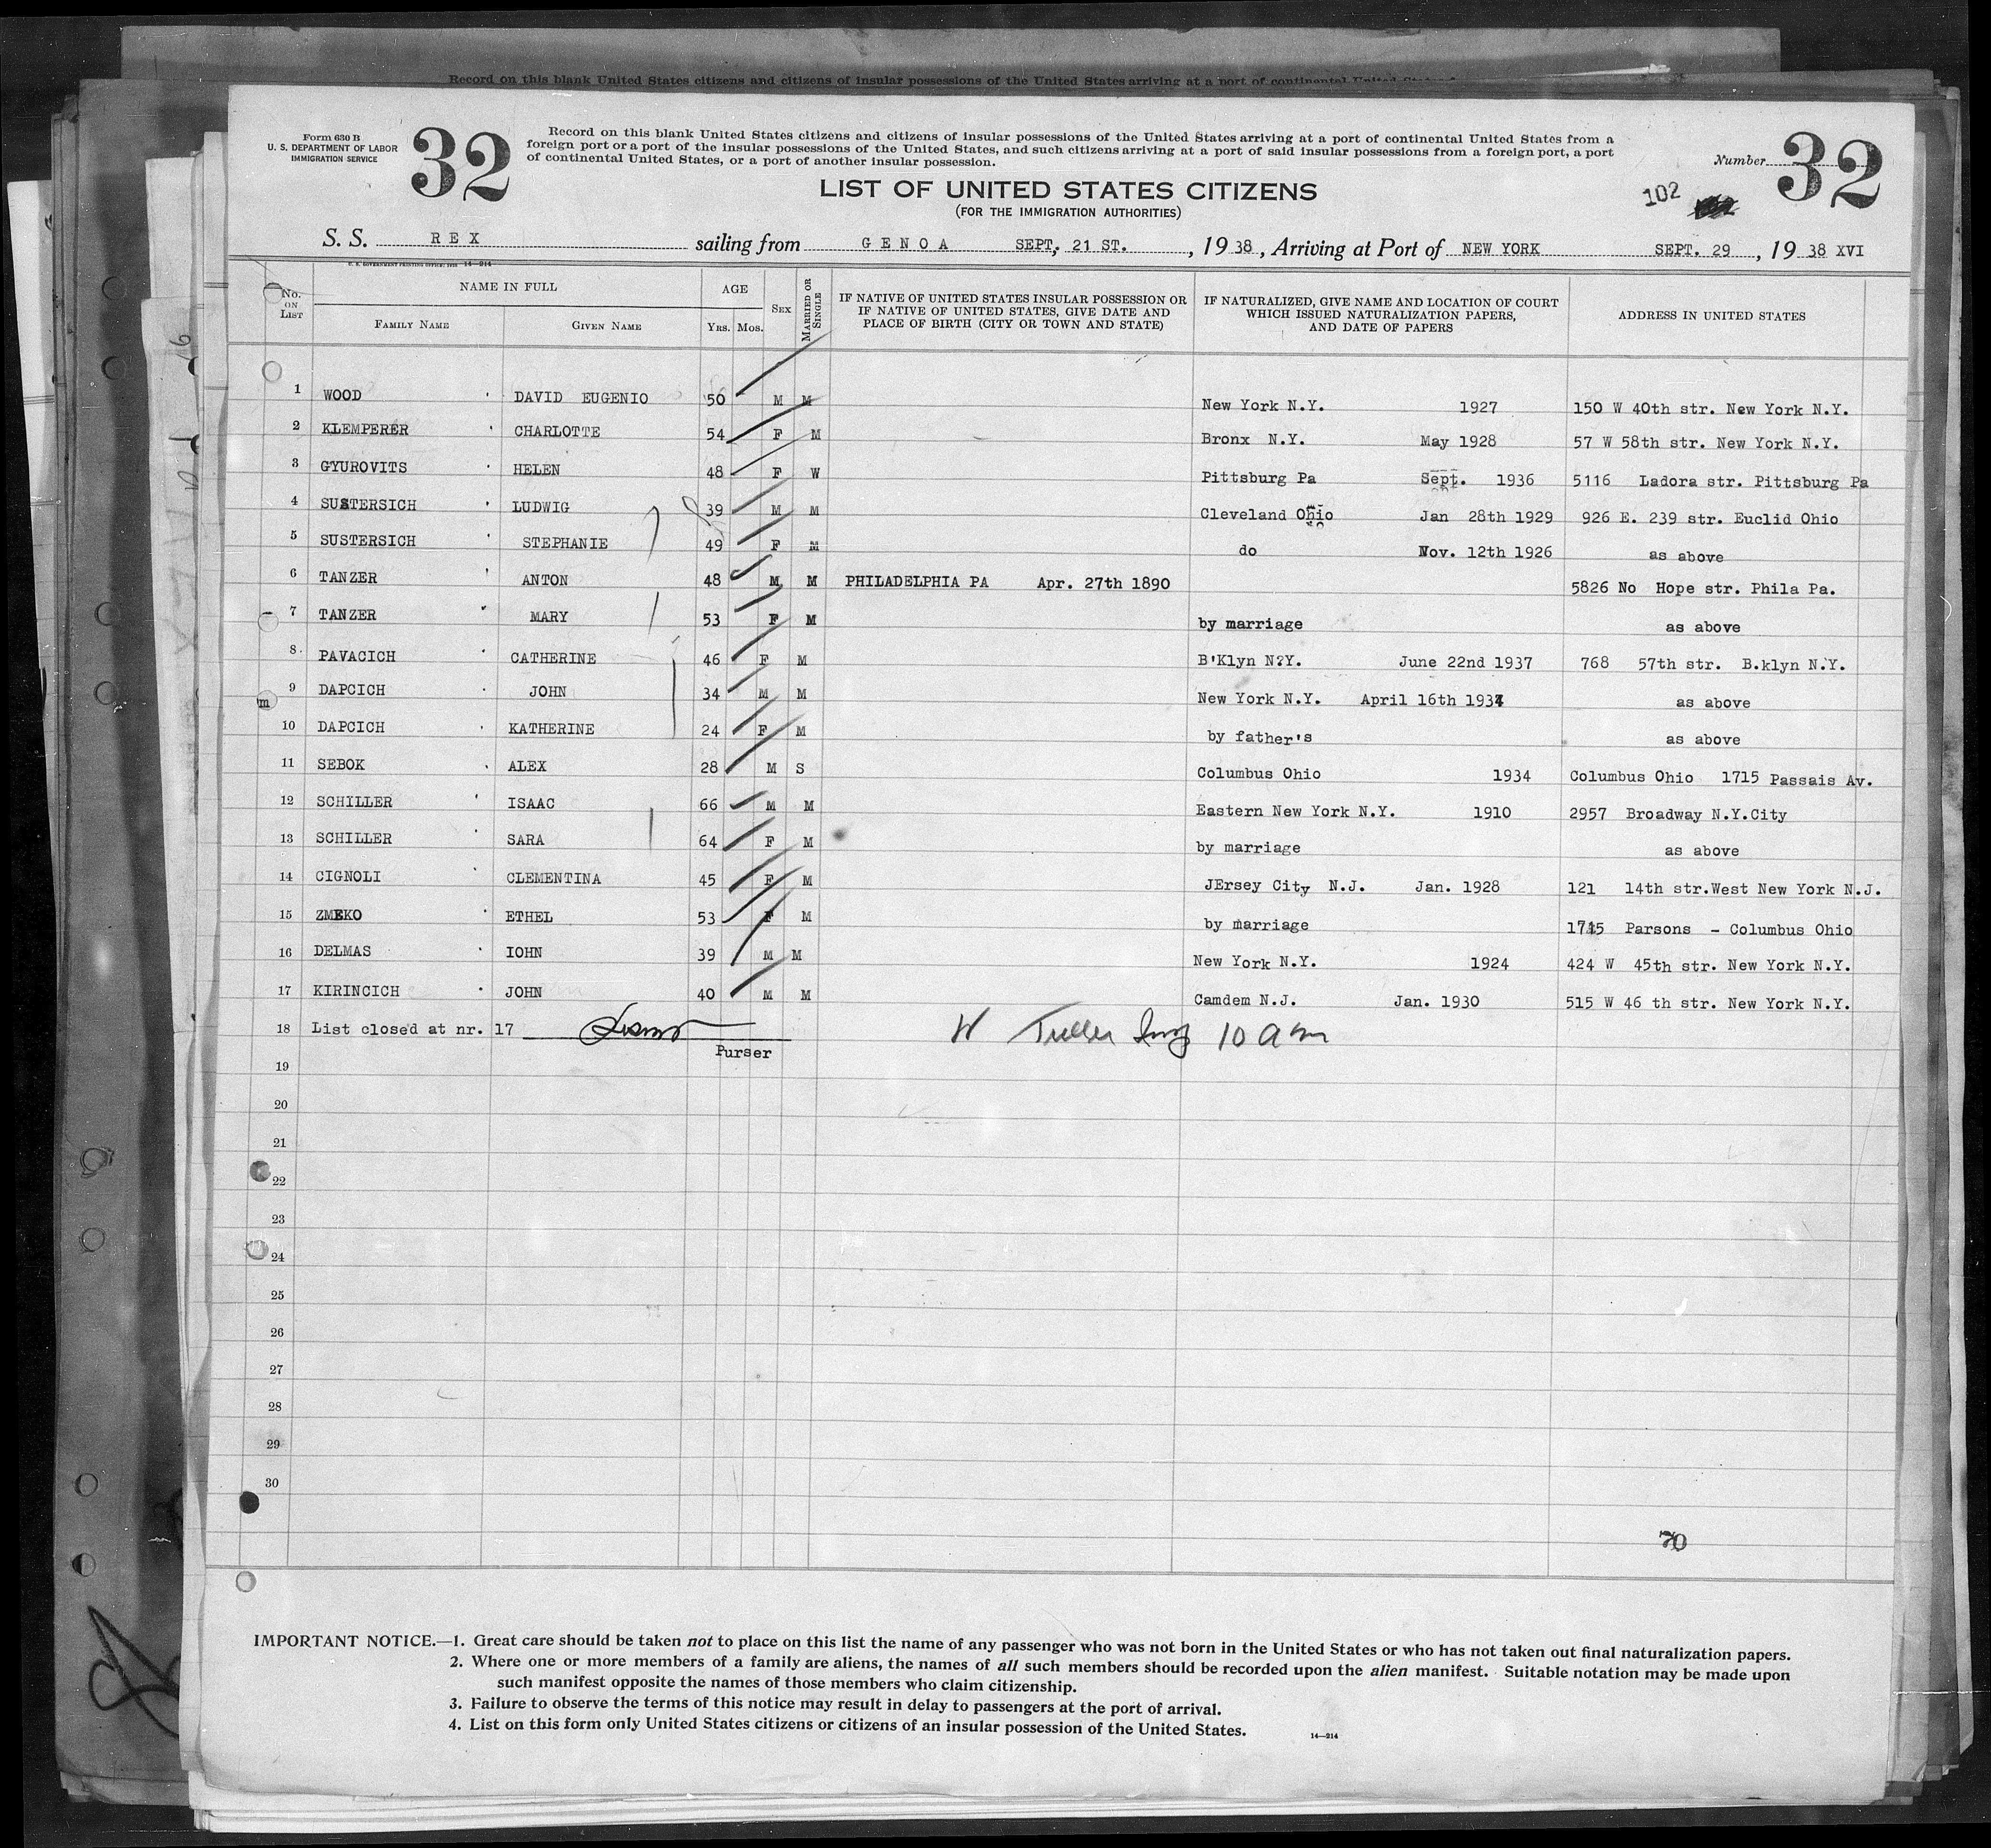 Record on this blank United States citizens and citizens of insular possessions of the United States arriving at a port of continental United States
Form 630 B
U. S. DEPARTMENT OF LABOR
IMMIGRATION SERVICE
32
Record on this blank United States citizens and citizens of insular possessions of the United States arriving at a port of continental United States from a
foreign port or a port of the insular possessions of the United States, and such citizens arriving at a port of said insular possessions from a foreign port, a port
of continental United States, or a port of another insular possession.
Number 32
LIST OF UNITED STATES CITIZENS
(FOR THE IMMIGRATION AUTHORITIES)
102
S. S. REX sailing from GENOA SEPT, 21 ST., 19 38, Arriving at Port of NEW YORK SEPT. 29, 19 38 XVI
U. S. GOVERNMENT PRINTING OFFICE: 14—214
No. ON LIST NAME IN FULL FAMILY NAME GIVEN NAME AGE YRS. MOS. SEX MARRIED OR SINGLE IF NATIVE OF UNITED STATES INSULAR POSSESSION OR IF NATIVE OF UNITED STATES, GIVE DATE AND PLACE OF BIRTH (CITY OR TOWN AND STATE) IF NATURALIZED, GIVE NAME AND LOCATION OF COURT WHICH ISSUED NATURALIZATION PAPERS, AND DATE OF PAPERS ADDRESS IN UNITED STATES
1 WOOD DAVID EUGENIO 50 M M New York N.Y. 1927 150 W 40th str. New York N.Y.
2 KLEMPERER CHARLOTTE 54 F M Bronx N.Y. May 1928 57 W 58th str. New York N.Y.
3 GYUROVITS HELEN 48 F W Pittsburg Pa Sept. 1936 5116 Ladora str. Pittsburg Pa
4 SUSTERSICH LUDWIG 39 M M Cleveland Ohio Jan 28th 1929 926 E. 239 str. Euclid Ohio
5 SUSTERSICH STEPHANIE 49 F M do Nov. 12th 1926 as above
6 TANZER ANTON 48 M M PHILADELPHIA PA Apr. 27th 1890 5826 No Hope str. Phila Pa.
7 TANZER MARY 53 F M by marriage as above
8 PAVACICH CATHERINE 46 F M B'Klyn N?Y. June 22nd 1937 768 57th str. B.klyn N.Y.
m 9 DAPCICH JOHN 34 M M New York N.Y. April 16th 1937 as above
10 DAPCICH KATHERINE 24 F M by father's as above
11 SEBOK ALEX 28 M S Columbus Ohio 1934 Columbus Ohio 1715 Passais Av.
12 SCHILLER ISAAC 66 M M Eastern New York N.Y. 1910 2957 Broadway N.Y.City
13 SCHILLER SARA 64 F M by marriage as above
14 CIGNOLI CLEMENTINA 45 F M JErsey City N.J. Jan. 1928 121 14th str.West New York N.J.
15 ZMEKO ETHEL 53 F M by marriage 1715 Parsons - Columbus Ohio
16 DELMAS IOHN 39 M M New York N.Y. 1924 424 W 45th str. New York N.Y.
17 KIRINCICH JOHN 40 M M Camdem N.J. Jan. 1930 515 W 46 th str. New York N.Y.
18 List closed at nr. 17 W 10 am
Purser
19
20
21
22
23
24
25
26
27
28
29
30
70
IMPORTANT NOTICE.—1. Great care should be taken not to place on this list the name of any passenger who was not born in the United States or who has not taken out final naturalization papers.
2. Where one or more members of a family are aliens, the names of all such members should be recorded upon the alien manifest. Suitable notation may be made upon
such manifest opposite the names of those members who claim citizenship.
3. Failure to observe the terms of this notice may result in delay to passengers at the port of arrival.
4. List on this form only United States citizens or citizens of an insular possession of the United States.
14—214